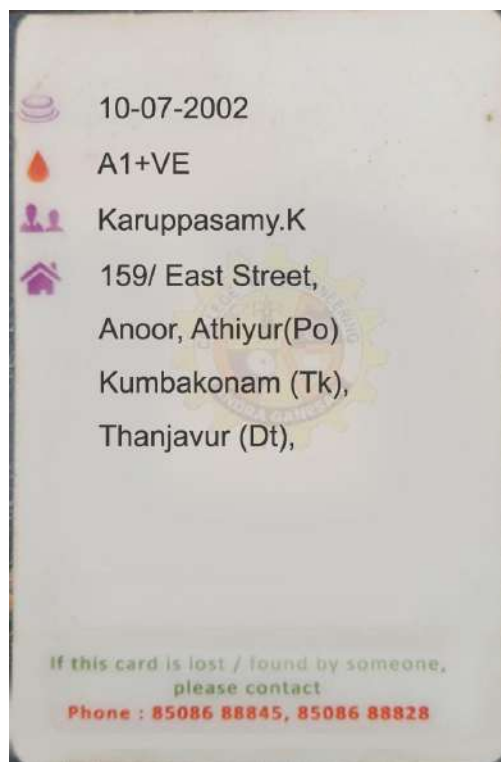 10-07-2002
A1+VE
Karuppasamy.K
159/ East Street,
Anoor, Athiyur(Po)
Kumbakonam (Tk),
Thanjavur (Dt),
If this card is lost / found by someone,
please contact
Phone : 85086 88845, 85086 88828